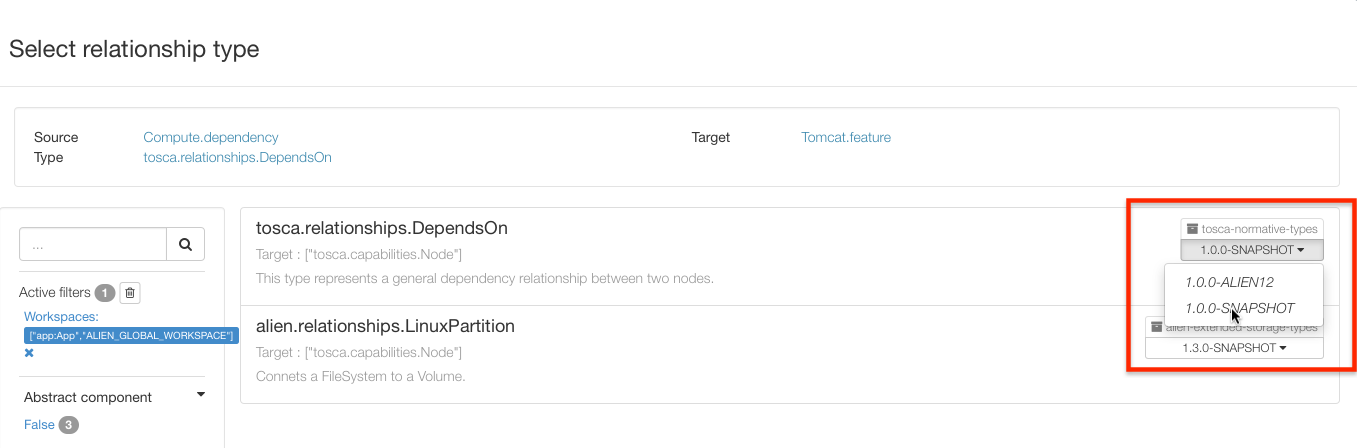 Select relationship type
Source Compute.dependency Target Tomcat.feature
Type tosca.relationships.DependsOn
...
Active filters 1
Workspaces:
["app:App","ALIEN_GLOBAL_WORKSPACE"]
Abstract component
False 3
tosca.relationships.DependsOn
Target : ["tosca.capabilities.Node"]
This type represents a general dependency relationship between two nodes.
tosca-normative-types
1.0.0-SNAPSHOT
1.0.0-ALIEN12
1.0.0-SNAPSHOT
alien.relationships.LinuxPartition
Target : ["tosca.capabilities.Node"]
Connets a FileSystem to a Volume.
alien-extended-storage-types
1.3.0-SNAPSHOT